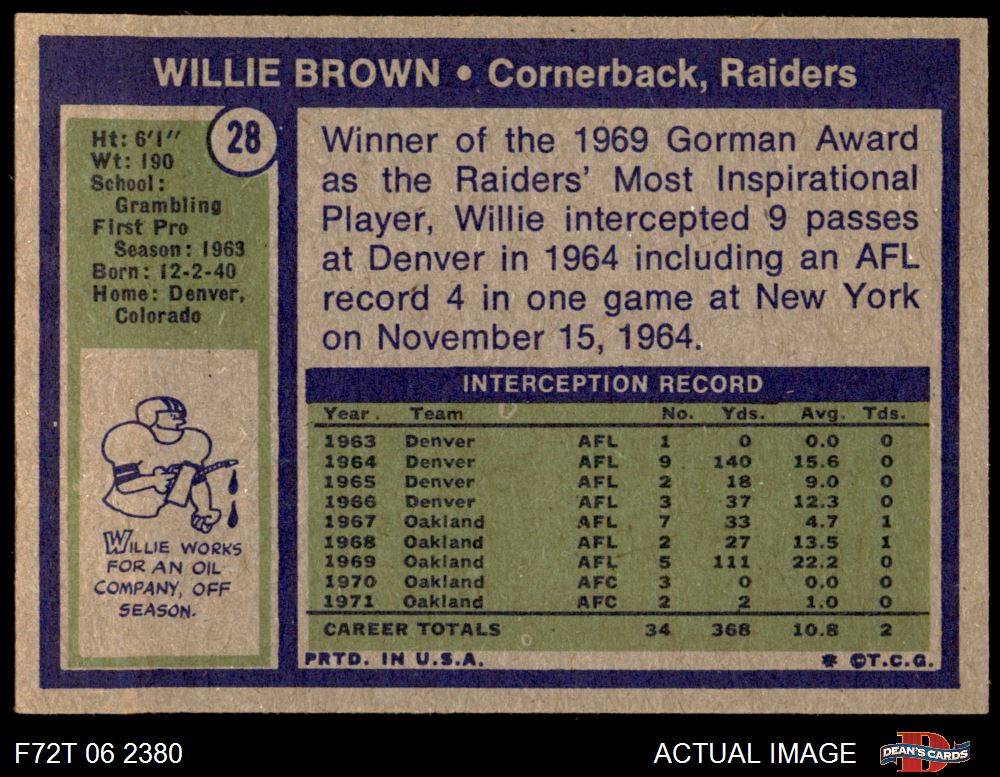 WILLIE BROWN • Cornerback, Raiders
28
Ht: 6'1"
Wt: 190
School:
Grambling
First Pro
Season: 1963
Born: 12-2-40
Home: Denver,
Colorado
WILLIE WORKS
FOR AN OIL
COMPANY, OFF
SEASON.
Winner of the 1969 Gorman Award
as the Raiders' Most Inspirational
Player, Willie intercepted 9 passes
at Denver in 1964 including an AFL
record 4 in one game at New York
on November 15, 1964.
INTERCEPTION RECORD
Year. Team No. Yds. Avg. Tds.
1963 Denver AFL 1 0 0.0 0
1964 Denver AFL 9 140 15.6 0
1965 Denver AFL 2 18 9.0 0
1966 Denver AFL 3 37 12.3 0
1967 Oakland AFL 7 33 4.7 1
1968 Oakland AFL 2 27 13.5 1
1969 Oakland AFL 5 111 22.2 0
1970 Oakland AFC 3 0 0.0 0
1971 Oakland AFC 2 2 1.0 0
CAREER TOTALS 34 368 10.8 2
PRTD. IN U.S.A. * ©T.C.G.
F72T 06 2380 ACTUAL IMAGE DEAN'S CARDS